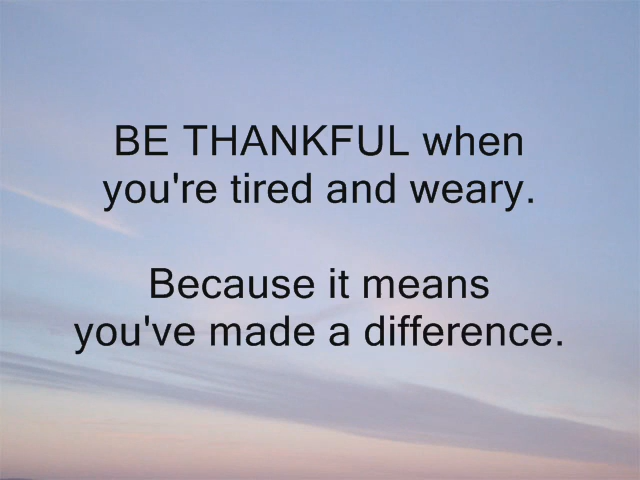 BE THANKFUL when
you're tired and weary.
Because it means
you've made a difference.